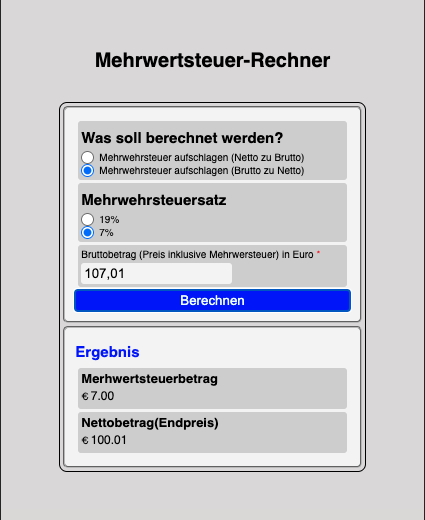 Mehrwertsteuer-Rechner
Was soll berechnet werden?
Mehrwehrsteuer aufschlagen (Netto zu Brutto)
Mehrwehrsteuer aufschlagen (Brutto zu Netto)
Mehrwehrsteuersatz
19%
7%
Bruttobetrag (Preis inklusive Mehrwersteuer) in Euro *
107,01
Berechnen
Ergebnis
Merhwertsteuerbetrag
€ 7.00
Nettobetrag(Endpreis)
€ 100.01